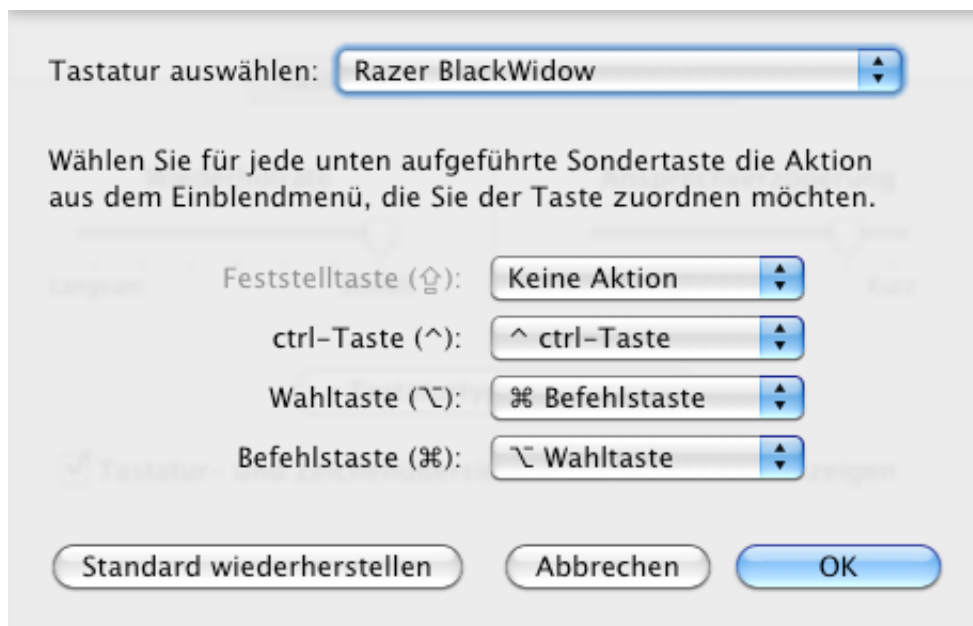 Tastatur auswählen: Razer BlackWidow
Wählen Sie für jede unten aufgeführte Sondertaste die Aktion
aus dem Einblendmenü, die Sie der Taste zuordnen möchten.
Feststelltaste (⇪): Keine Aktion
ctrl-Taste (^): ^ ctrl-Taste
Wahltaste (⌥): ⌘ Befehlstaste
Befehlstaste (⌘): ⌥ Wahltaste
Standard wiederherstellen Abbrechen OK